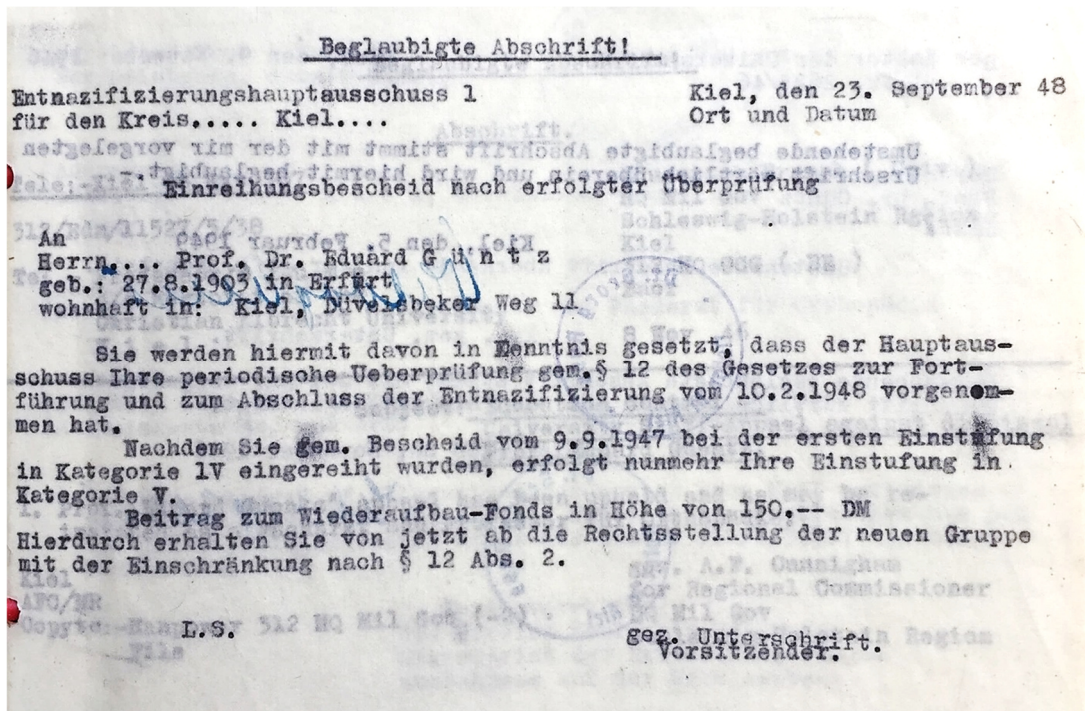 Beglaubigte Abschrift!
Entnazifizierungshauptausschuss 1
für den Kreis..... Kiel....
Kiel, den 23. September 48
Ort und Datum
Einreihungsbescheid nach erfolgter Überprüfung
An
Herrn.... Prof. Dr. Eduard G ü n t z
geb.: 27.8.1903 in Erfurt
wohnhaft in: Kiel, Düvelsbeker Weg 11
Sie werden hiermit davon in Kenntnis gesetzt, dass der Hauptaus-
schuss Ihre periodische Ueberprüfung gem.§ 12 des Gesetzes zur Fort-
führung und zum Abschluss der Entnazifizierung vom 10.2.1948 vorgenom-
men hat.
Nachdem Sie gem. Bescheid vom 9.9.1947 bei der ersten Einstufung
in Kategorie lV eingereiht wurden, erfolgt nunmehr Ihre Einstufung in
Kategorie V.
Beitrag zum Wiederaufbau-Fonds in Höhe von 150,-- DM
Hierdurch erhalten Sie von jetzt ab die Rechtsstellung der neuen Gruppe
mit der Einschränkung nach § 12 Abs. 2.
L.S.
gez. Unterschrift.
Vorsitzender.